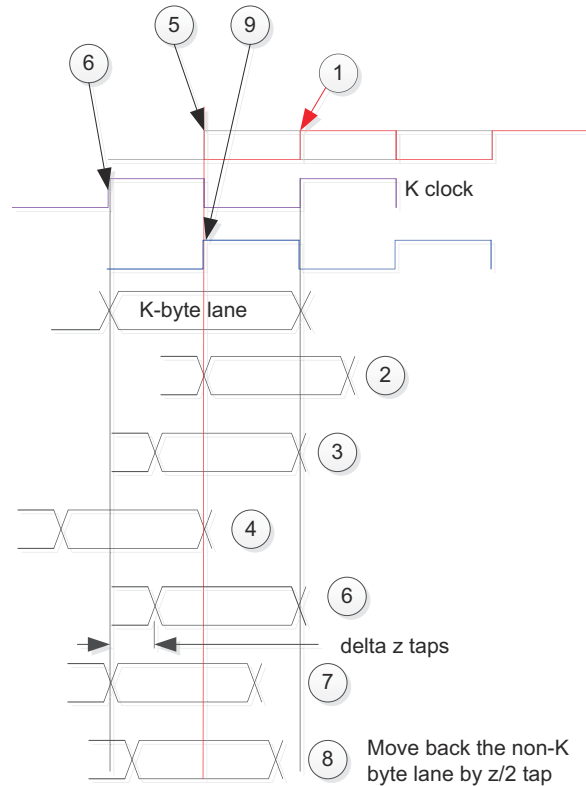 5
9
6
1
K clock
K-byte lane
2
3
4
6
delta z taps
7
8
Move back the non-K
byte lane by z/2 tap